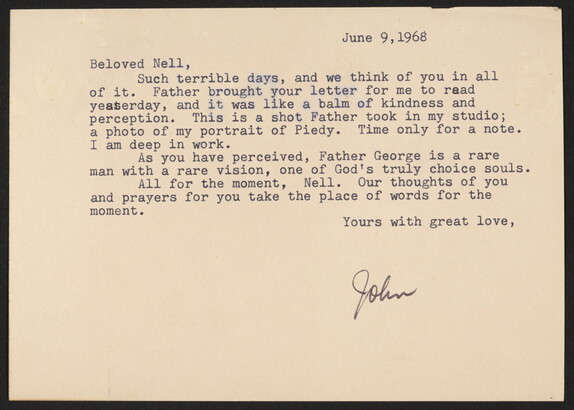 June 9,1968
Beloved Nell,
Such terrible days, and we think of you in all
of it. Father brought your letter for me to read
yeasterday, and it was like a balm of kindness and
perception. This is a shot Father took in my studio;
a photo of my portrait of Piedy. Time only for a note.
I am deep in work.
As you have perceived, Father George is a rare
man with a rare vision, one of God's truly choice souls.
All for the moment, Nell. Our thoughts of you
and prayers for you take the place of words for the
moment.
Yours with great love,
John